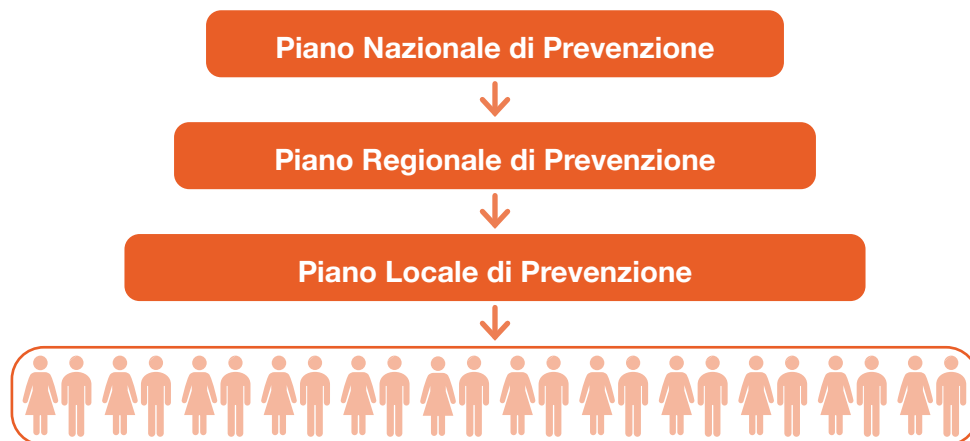 Piano Nazionale di Prevenzione
Piano Regionale di Prevenzione
Piano Locale di Prevenzione